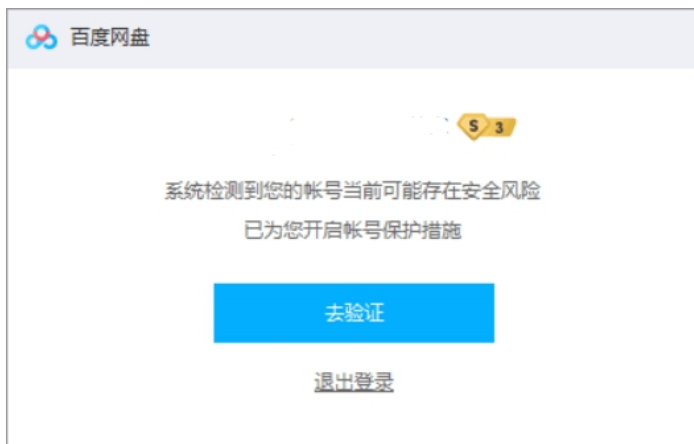 百度网盘
S 3
系统检测到您的帐号当前可能存在安全风险
已为您开启帐号保护措施
去验证
退出登录